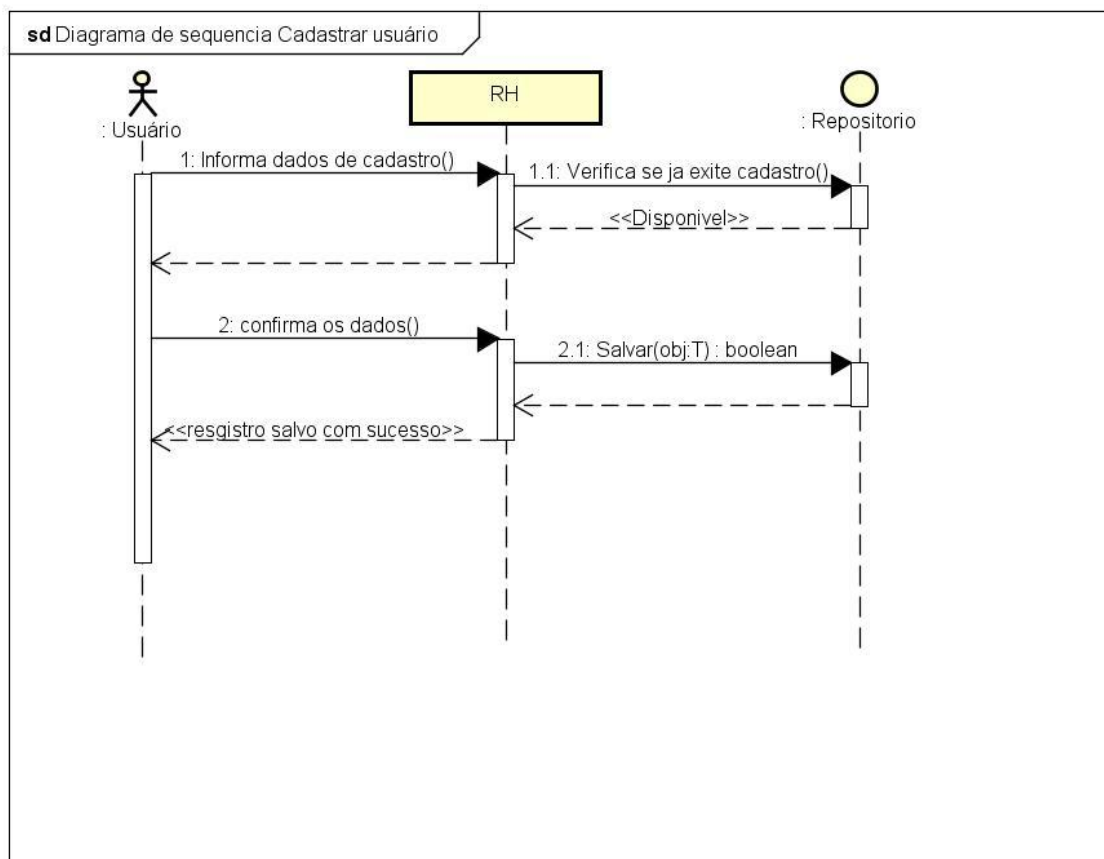 sd Diagrama de sequencia Cadastrar usuário
: Usuário
RH
: Repositorio
1: Informa dados de cadastro()
1.1: Verifica se ja exite cadastro()
<<Disponivel>>
2: confirma os dados()
2.1: Salvar(obj:T) : boolean
<<resgistro salvo com sucesso>>